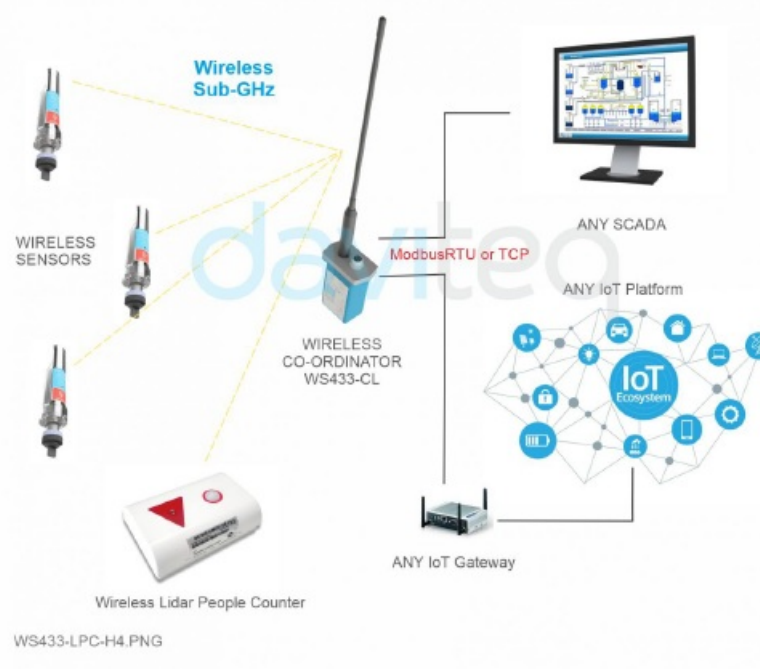 Wireless
Sub-GHz
WIRELESS
SENSORS
daviteq
ModbusRTU or TCP
ANY SCADA
ANY IoT Platform
WIRELESS
CO-ORDINATOR
WS433-CL
IoT
Ecosystem
ANY IoT Gateway
Wireless Lidar People Counter
WS433-LPC-H4.PNG